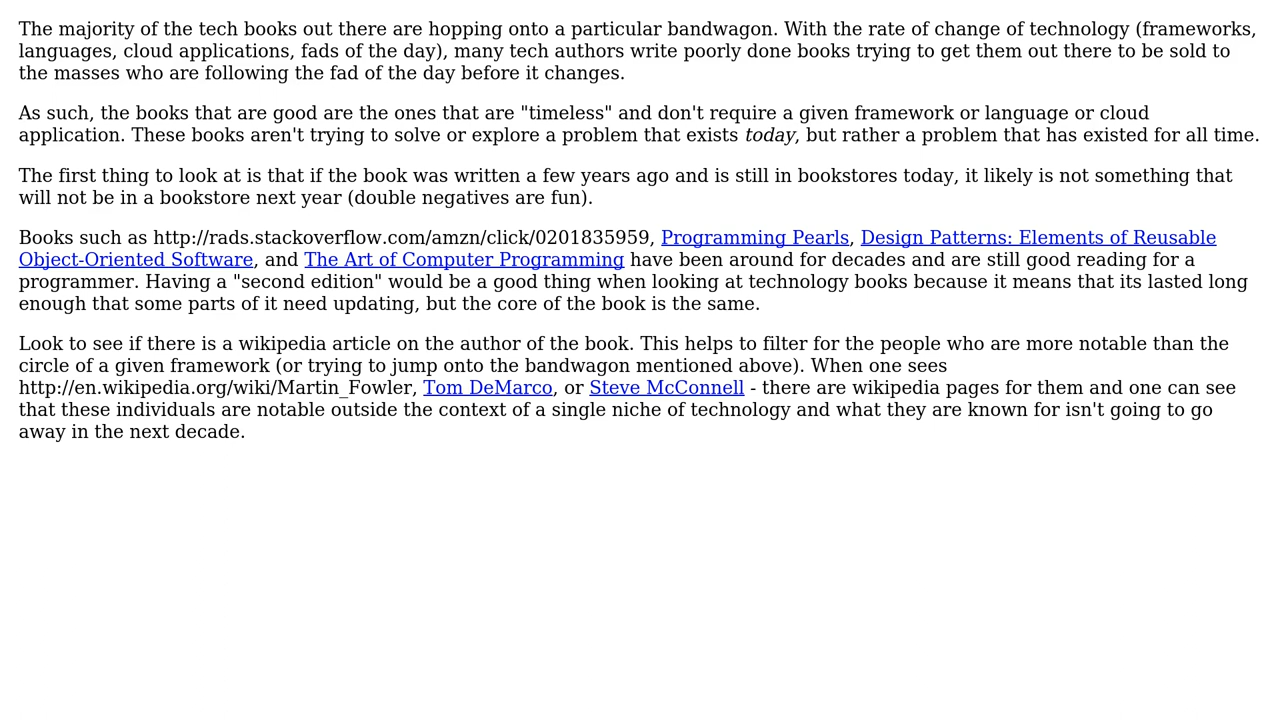 The majority of the tech books out there are hopping onto a particular bandwagon. With the rate of change of technology (frameworks,
languages, cloud applications, fads of the day), many tech authors write poorly done books trying to get them out there to be sold to
the masses who are following the fad of the day before it changes.
As such, the books that are good are the ones that are "timeless" and don't require a given framework or language or cloud
application. These books aren't trying to solve or explore a problem that exists today, but rather a problem that has existed for all time.
The first thing to look at is that if the book was written a few years ago and is still in bookstores today, it likely is not something that
will not be in a bookstore next year (double negatives are fun).
Books such as http://rads.stackoverflow.com/amzn/click/0201835959, Programming Pearls, Design Patterns: Elements of Reusable
Object-Oriented Software, and The Art of Computer Programming have been around for decades and are still good reading for a
programmer. Having a "second edition" would be a good thing when looking at technology books because it means that its lasted long
enough that some parts of it need updating, but the core of the book is the same.
Look to see if there is a wikipedia article on the author of the book. This helps to filter for the people who are more notable than the
circle of a given framework (or trying to jump onto the bandwagon mentioned above). When one sees
http://en.wikipedia.org/wiki/Martin_Fowler, Tom DeMarco, or Steve McConnell - there are wikipedia pages for them and one can see
that these individuals are notable outside the context of a single niche of technology and what they are known for isn't going to go
away in the next decade.